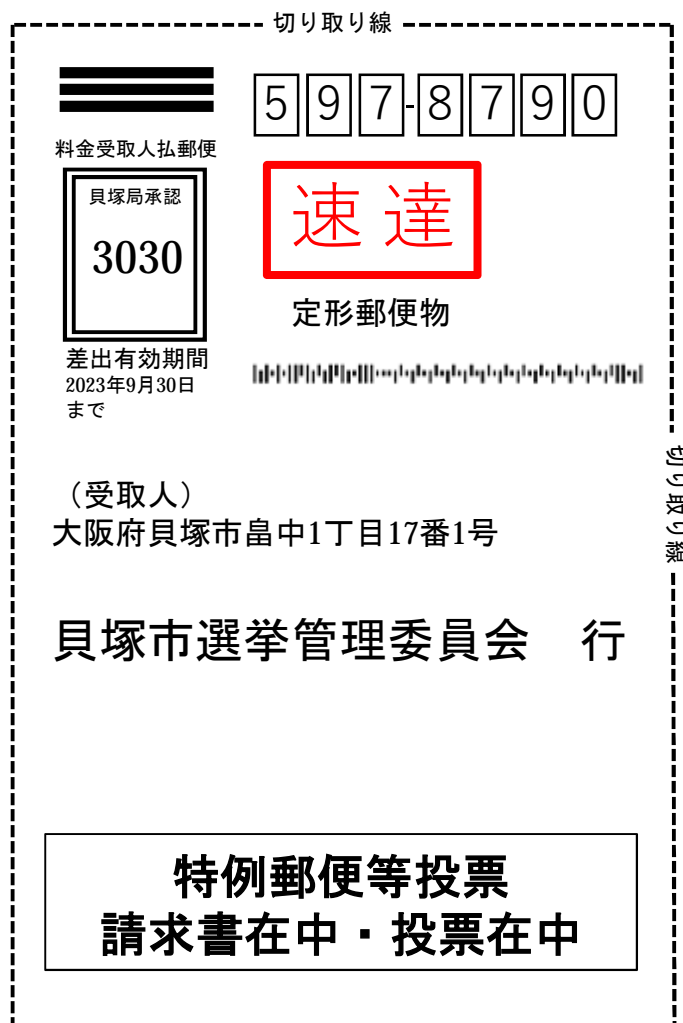 切り取り線
597-8790
料金受取人払郵便
貝塚局承認
3030
速達
定形郵便物
差出有効期間
2023年9月30日
まで
切り取り線
（受取人）
大阪府貝塚市畠中1丁目17番1号
貝塚市選挙管理委員会　行
特例郵便等投票
請求書在中・投票在中